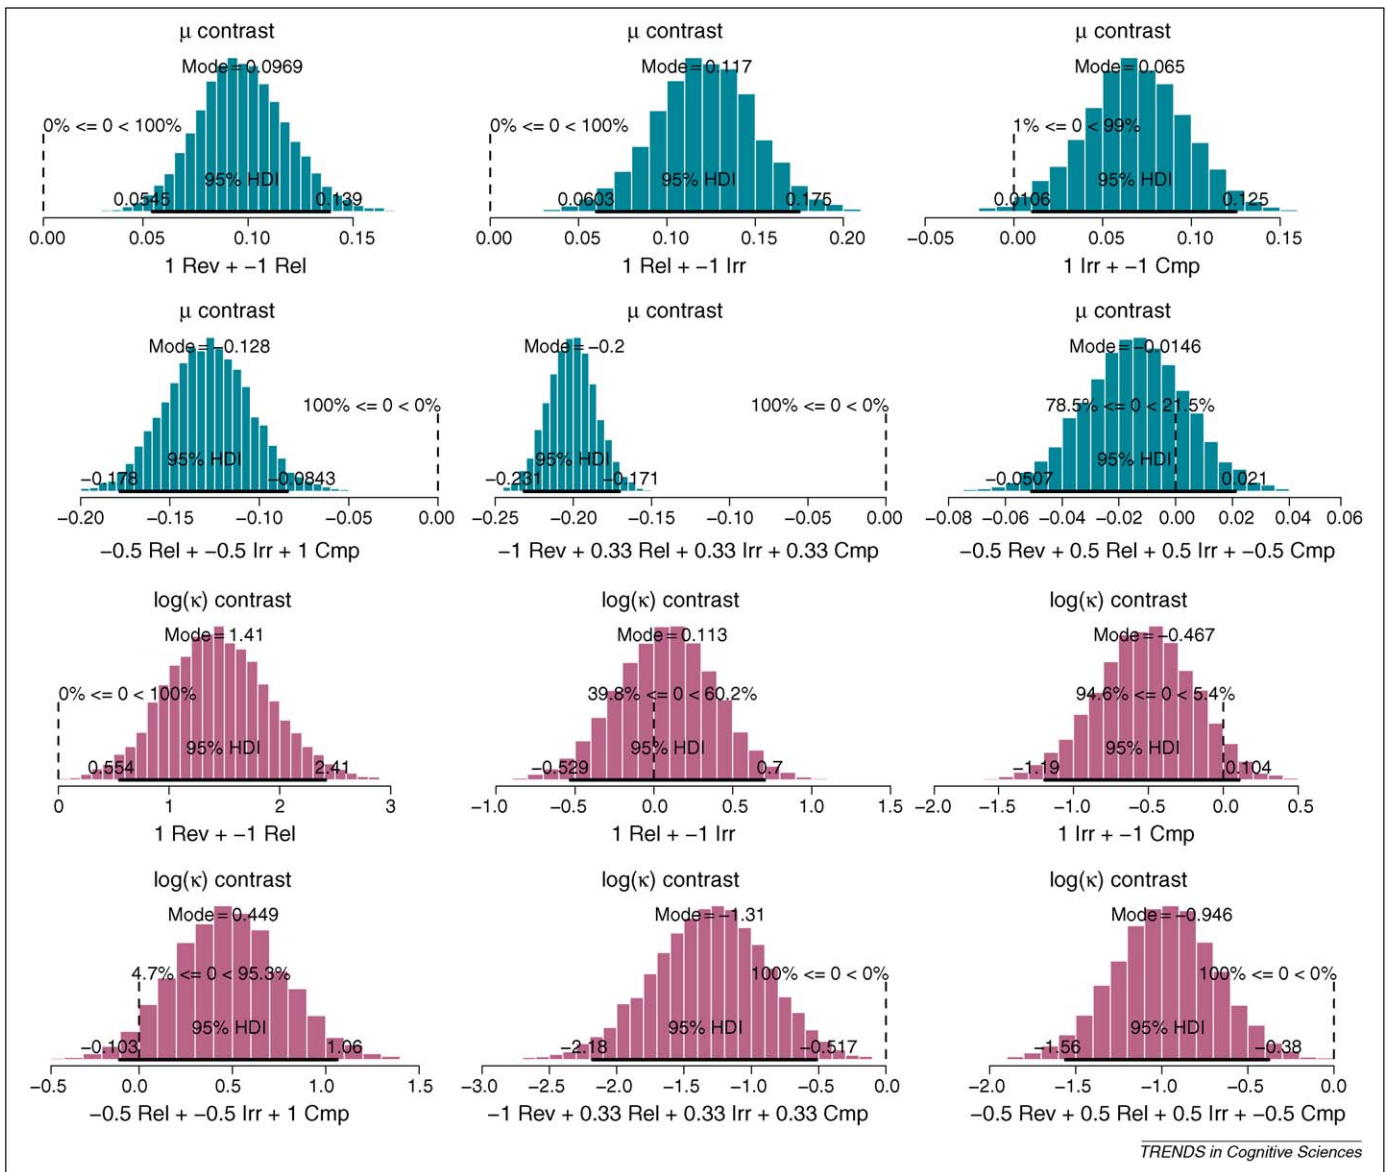 μ contrast
Mode = 0.0969
0% <= 0 < 100%
95% HDI
0.0545 0.139
0.00 0.05 0.10 0.15
1 Rev + −1 Rel
μ contrast
Mode = 0.117
0% <= 0 < 100%
95% HDI
0.0603 0.175
0.00 0.05 0.10 0.15 0.20
1 Rel + −1 Irr
μ contrast
Mode = 0.065
1% <= 0 < 99%
95% HDI
0.0106 0.125
−0.05 0.00 0.05 0.10 0.15
1 Irr + −1 Cmp
μ contrast
Mode = −0.128
100% <= 0 < 0%
95% HDI
−0.178 −0.0843
−0.20 −0.15 −0.10 −0.05 0.00
−0.5 Rel + −0.5 Irr + 1 Cmp
μ contrast
Mode = −0.2
100% <= 0 < 0%
95% HDI
−0.231 −0.171
−0.25 −0.20 −0.15 −0.10 −0.05 0.00
−1 Rev + 0.33 Rel + 0.33 Irr + 0.33 Cmp
μ contrast
Mode = −0.0146
78.5% <= 0 < 21.5%
95% HDI
−0.0507 0.021
−0.08 −0.06 −0.04 −0.02 0.00 0.02 0.04 0.06
−0.5 Rev + 0.5 Rel + 0.5 Irr + −0.5 Cmp
log(κ) contrast
Mode = 1.41
0% <= 0 < 100%
95% HDI
0.554 2.41
0 1 2 3
1 Rev + −1 Rel
log(κ) contrast
Mode = 0.113
39.8% <= 0 < 60.2%
95% HDI
−0.529 0.7
−1.0 −0.5 0.0 0.5 1.0 1.5
1 Rel + −1 Irr
log(κ) contrast
Mode = −0.467
94.6% <= 0 < 5.4%
95% HDI
−1.19 0.104
−2.0 −1.5 −1.0 −0.5 0.0 0.5
1 Irr + −1 Cmp
log(κ) contrast
Mode = 0.449
4.7% <= 0 < 95.3%
95% HDI
−0.103 1.06
−0.5 0.0 0.5 1.0 1.5
−0.5 Rel + −0.5 Irr + 1 Cmp
log(κ) contrast
Mode = −1.31
100% <= 0 < 0%
95% HDI
−2.18 −0.517
−3.0 −2.5 −2.0 −1.5 −1.0 −0.5 0.0
−1 Rev + 0.33 Rel + 0.33 Irr + 0.33 Cmp
log(κ) contrast
Mode = −0.946
100% <= 0 < 0%
95% HDI
−1.56 −0.38
−2.0 −1.5 −1.0 −0.5 0.0
−0.5 Rev + 0.5 Rel + 0.5 Irr + −0.5 Cmp
TRENDS in Cognitive Sciences